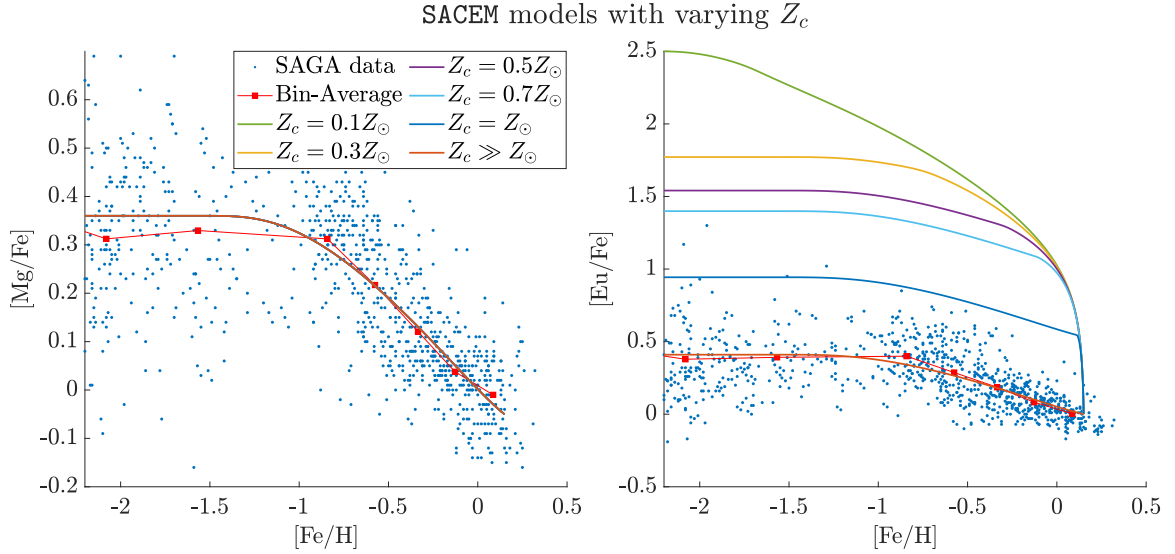 SACEM models with varying Z_c
SAGA data
Bin-Average
Z_c = 0.1Z_⊙
Z_c = 0.3Z_⊙
Z_c = 0.5Z_⊙
Z_c = 0.7Z_⊙
Z_c = Z_⊙
Z_c ≫ Z_⊙
[Mg/Fe]
0.6
0.5
0.4
0.3
0.2
0.1
0
-0.1
-0.2
-2 -1.5 -1 -0.5 0 0.5
[Fe/H]
[Eu/Fe]
2.5
2
1.5
1
0.5
0
-0.5
-2 -1.5 -1 -0.5 0 0.5
[Fe/H]